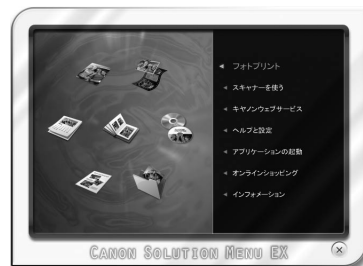 フォトプリント
スキャナーを使う
キヤノンウェブサービス
ヘルプと設定
アプリケーションの起動
オンラインショッピング
インフォメーション
CANON SOLUTION MENU EX